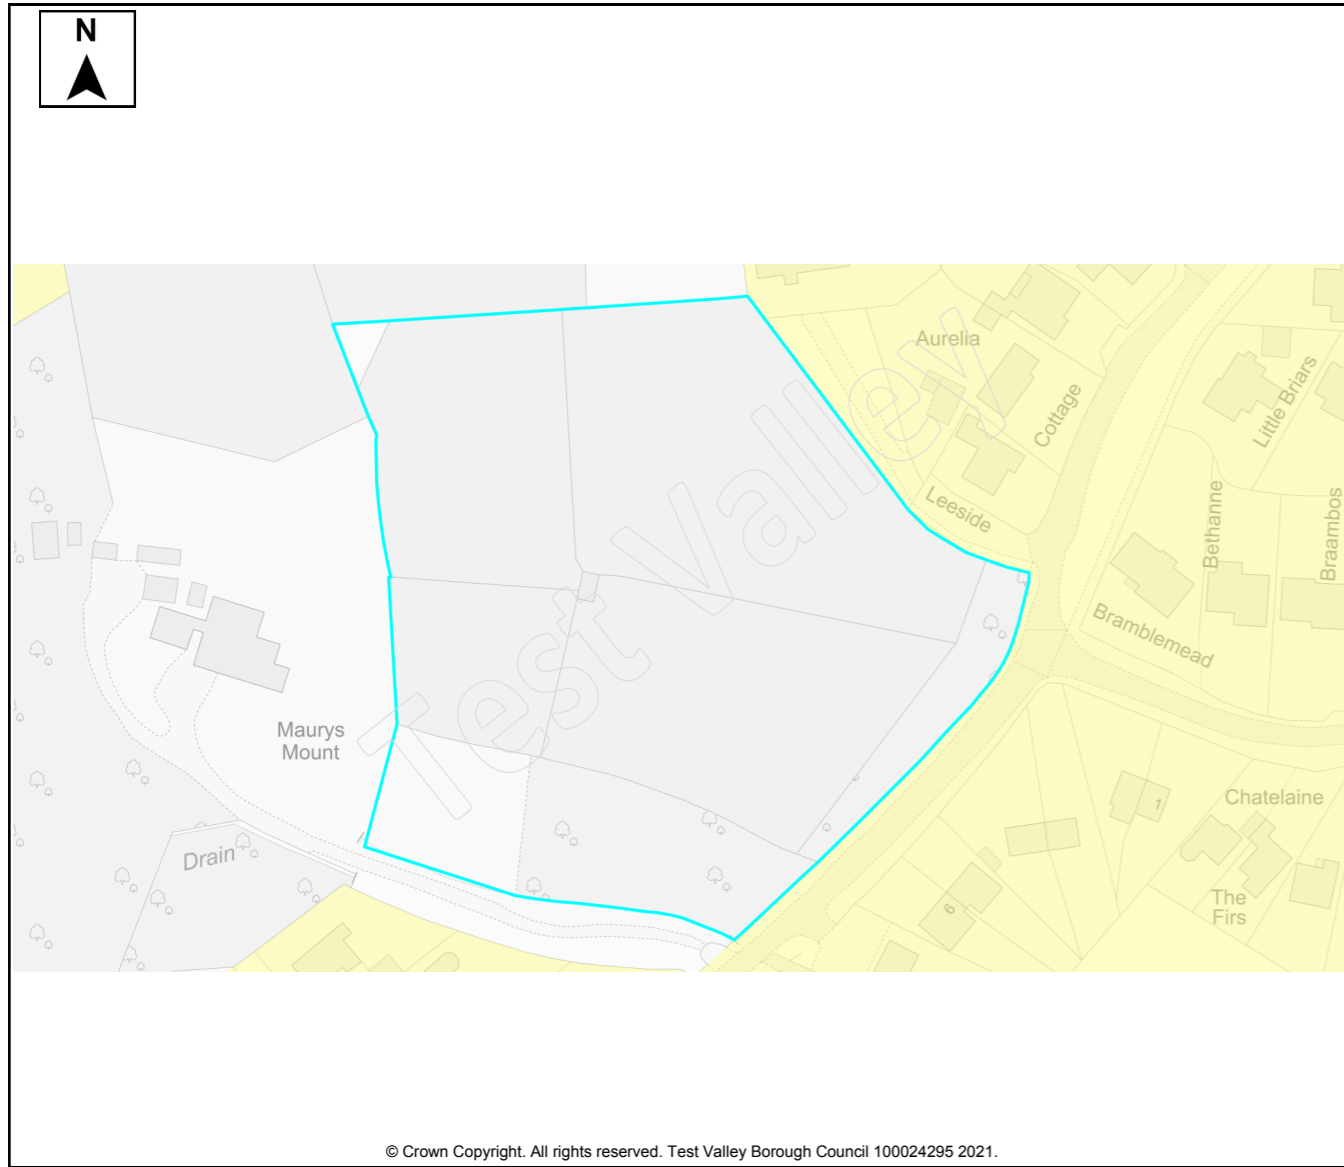 N
Aurelia
Cottage
Little Briars
Leeside
Bethanne
Braambos
Bramblemead
Test Valley
Maurys
Mount
Drain
1
Chatelaine
6
The
Firs
© Crown Copyright. All rights reserved. Test Valley Borough Council 100024295 2021.